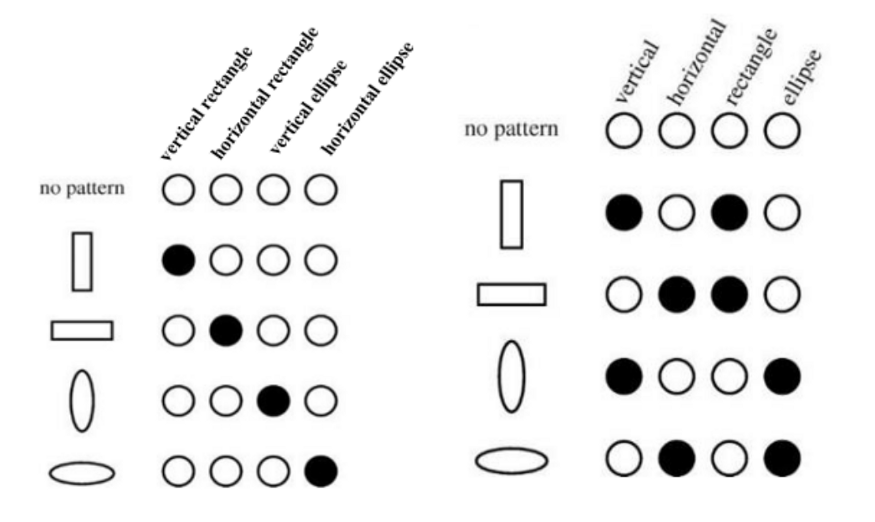 vertical rectangle
horizontal rectangle
vertical ellipse
horizontal ellipse
no pattern
vertical
horizontal
rectangle
ellipse
no pattern